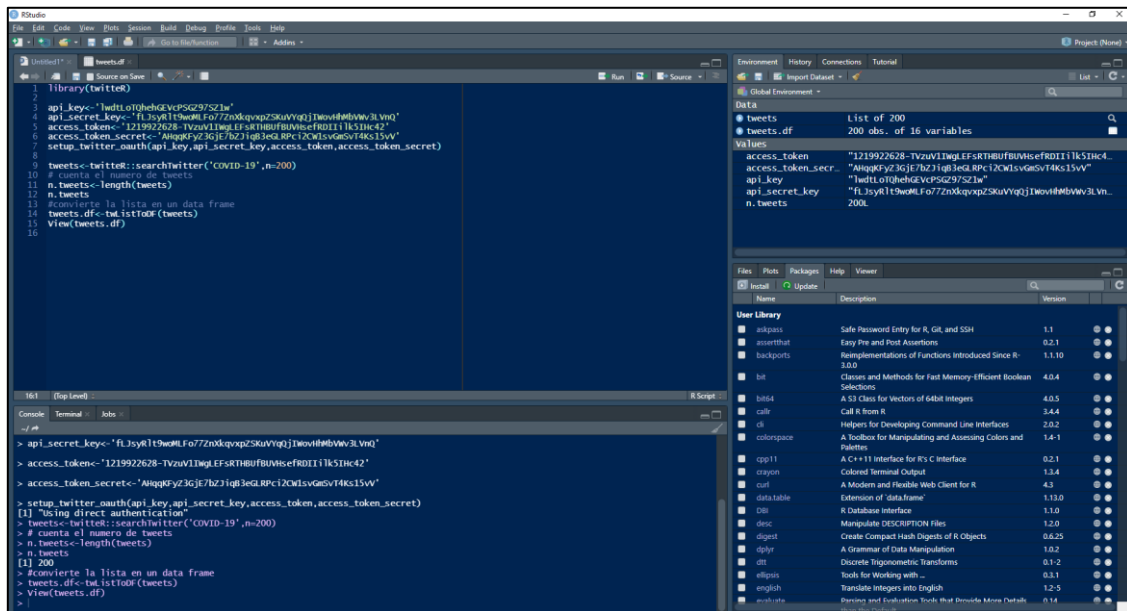 RStudio
File Edit Code View Plots Session Build Debug Profile Tools Help
Go to file/function Addins
Project: (None)
Untitled1* tweets.df
Source on Save Run Source
1 library(twitteR)
2
3 api_key<-
4 api_secret_key<-
5 access_token<-
6 access_token_secret<-
7 setup_twitter_oauth(api_key,api_secret_key,access_token,access_token_secret)
8
9 tweets<-twitteR::searchTwitter('COVID-19',n=200)
10 # cuenta el numero de tweets
11 n.tweets<-length(tweets)
12 n.tweets
13 #convierte la lista en un data frame
14 tweets.df<-twListToDF(tweets)
15 View(tweets.df)
16
16:1 (Top Level) R Script
Console Terminal Jobs
~/
> api_secret_key<-
> access_token<-
> access_token_secret<-
> setup_twitter_oauth(api_key,api_secret_key,access_token,access_token_secret)
[1] "Using direct authentication"
> tweets<-twitteR::searchTwitter('COVID-19',n=200)
> # cuenta el numero de tweets
> n.tweets<-length(tweets)
> n.tweets
[1] 200
> #convierte la lista en un data frame
> tweets.df<-twListToDF(tweets)
> View(tweets.df)
>
Environment History Connections Tutorial
Import Dataset List
Global Environment
Data
tweets List of 200
tweets.df 200 obs. of 16 variables
Values
access_token
access_token_secr…
api_key
api_secret_key
n.tweets 200L
Files Plots Packages Help Viewer
Install Update
Name Description Version
User Library
askpass Safe Password Entry for R, Git, and SSH 1.1
assertthat Easy Pre and Post Assertions 0.2.1
backports Reimplementations of Functions Introduced Since R-
3.0.0 1.1.10
bit Classes and Methods for Fast Memory-Efficient Boolean
Selections 4.0.4
bit64 A S3 Class for Vectors of 64bit Integers 4.0.5
callr Call R from R 3.4.4
cli Helpers for Developing Command Line Interfaces 2.0.2
colorspace A Toolbox for Manipulating and Assessing Colors and
Palettes 1.4-1
cpp11 A C++11 Interface for R's C Interface 0.2.1
crayon Colored Terminal Output 1.3.4
curl A Modern and Flexible Web Client for R 4.3
data.table Extension of `data.frame` 1.13.0
DBI R Database Interface 1.1.0
desc Manipulate DESCRIPTION Files 1.2.0
digest Create Compact Hash Digests of R Objects 0.6.25
dplyr A Grammar of Data Manipulation 1.0.2
dtt Discrete Trigonometric Transforms 0.1-2
ellipsis Tools for Working with ... 0.3.1
english Translate Integers into English 1.2-5
evaluate Parsing and Evaluation Tools that Provide More Details 0.14